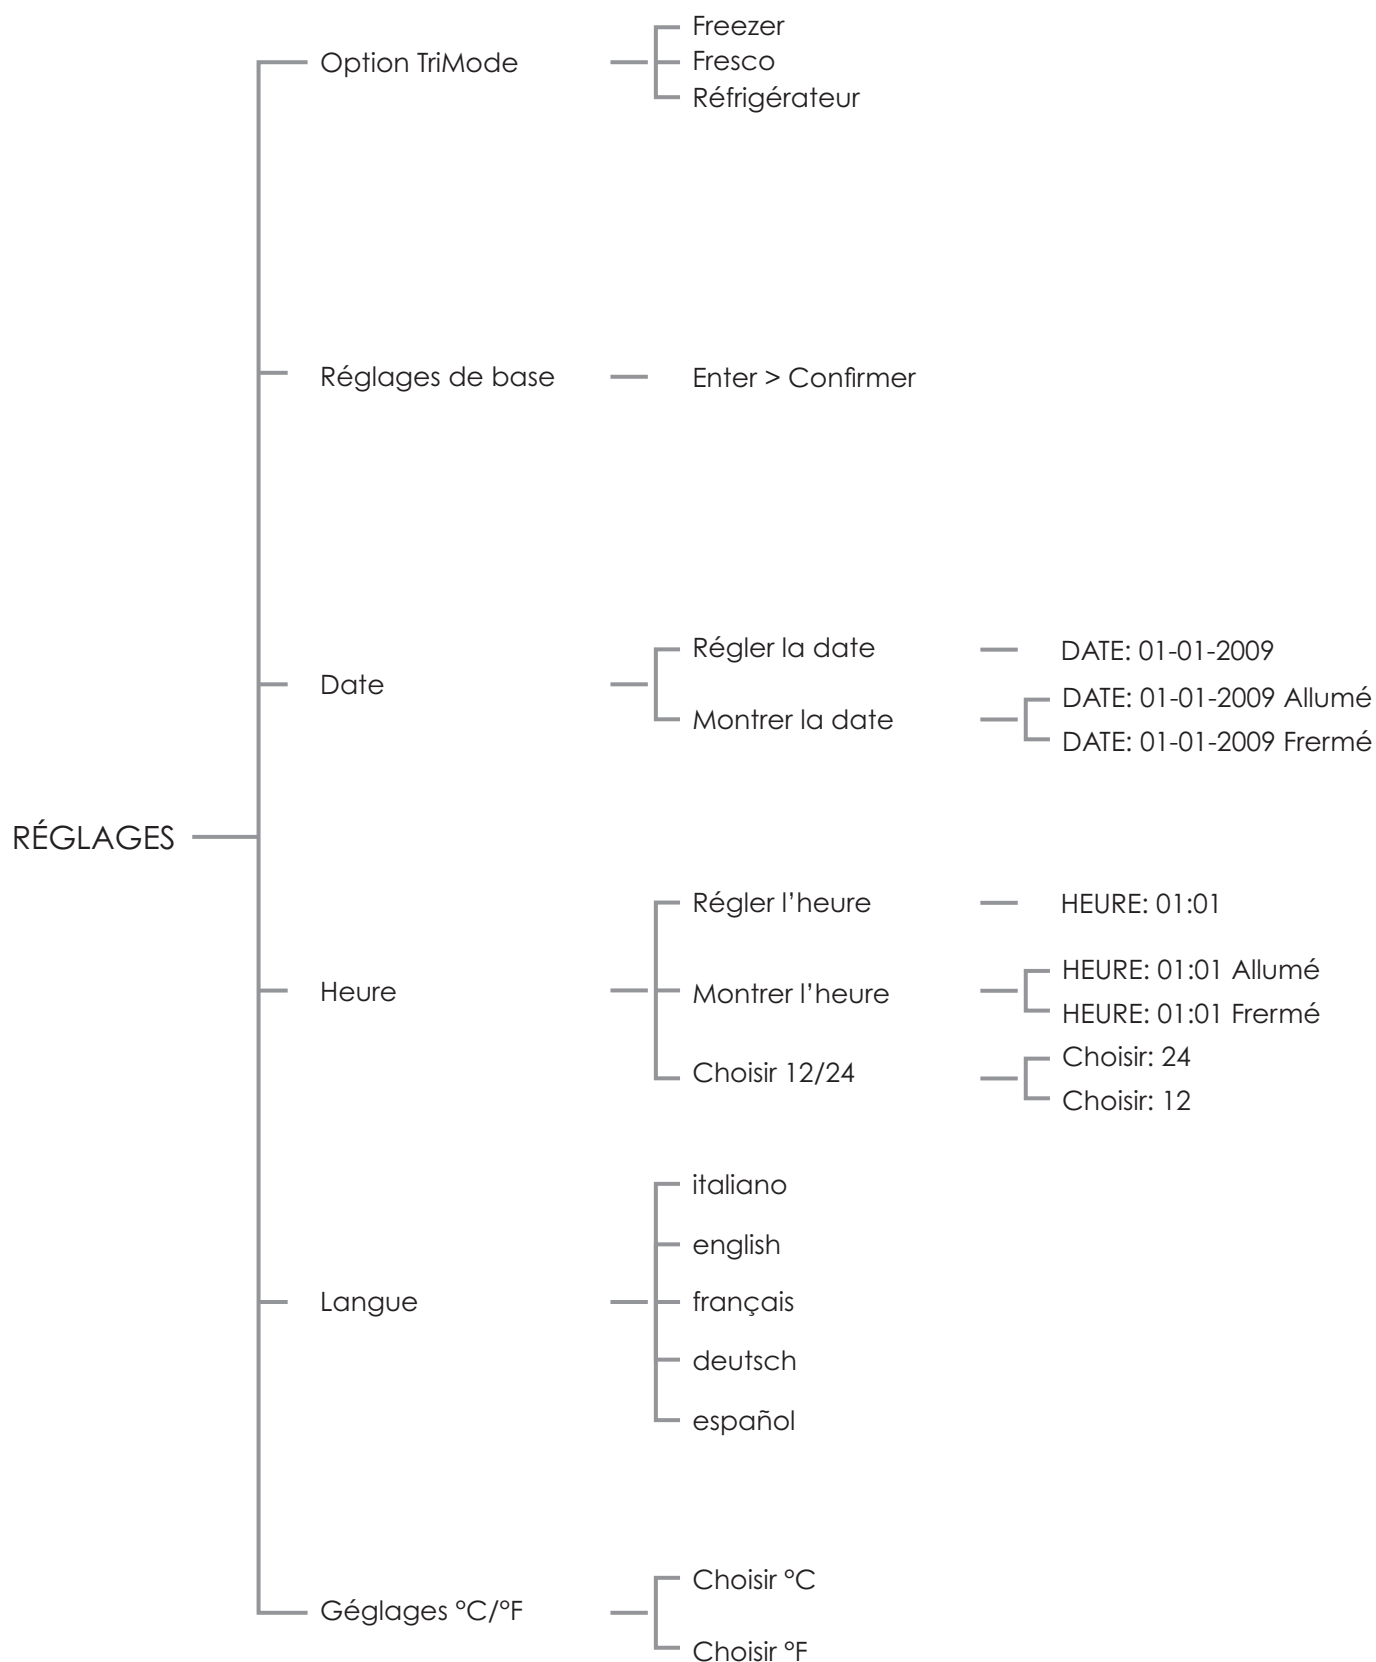 Option TriMode
Freezer
Fresco
Réfrigérateur
Réglages de base
Enter > Confirmer
Date
Régler la date
DATE: 01-01-2009
Montrer la date
DATE: 01-01-2009 Allumé
DATE: 01-01-2009 Frermé
RÉGLAGES
Heure
Régler l’heure
HEURE: 01:01
Montrer l’heure
HEURE: 01:01 Allumé
HEURE: 01:01 Frermé
Choisir 12/24
Choisir: 24
Choisir: 12
Langue
italiano
english
français
deutsch
español
Géglages °C/°F
Choisir °C
Choisir °F